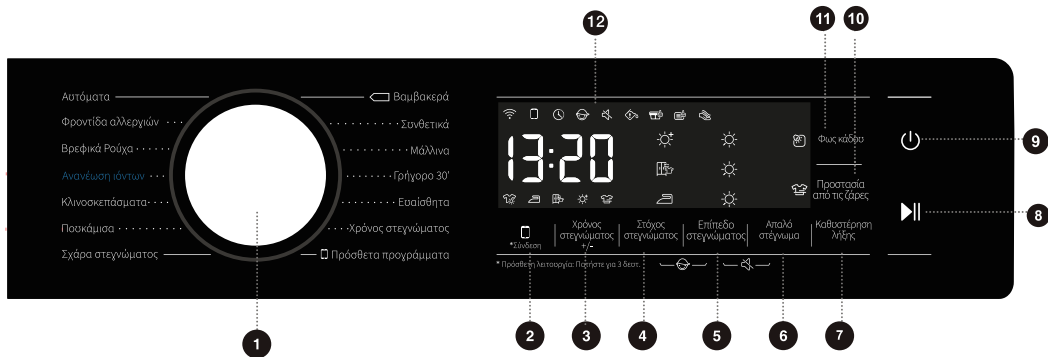 12
11
10
Αυτόματα
Φροντίδα αλλεργιών
Βρεφικά Ρούχα
Ανανέωση ιόντων
Κλινοσκεπάσματα
Πουκάμισα
Σχάρα στεγνώματος
Βαμβακερά
Συνθετικά
Μάλλινα
Γρήγορο 30'
Ευαίσθητα
Χρόνος στεγνώματος
Πρόσθετα προγράμματα
13:20
Φως κάδου
Προστασία
από τις ζάρες
9
8
*Σύνδεση
Χρόνος
στεγνώματος
+/-
Στόχος
στεγνώματος
Επίπεδο
στεγνώματος
Απαλό
στέγνωμα
Καθυστέρηση
λήξης
* Πρόσθετη λειτουργία: Πατήστε για 3 δευτ.
1
2
3
4
5
6
7